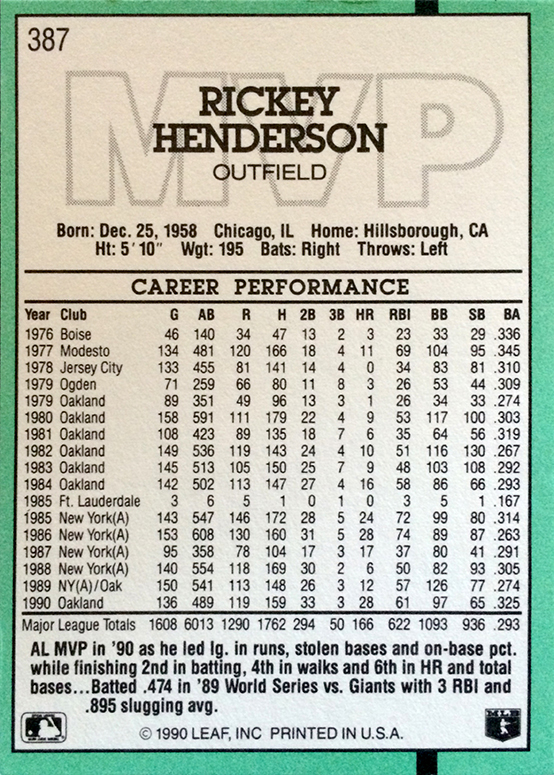 387
MVP
RICKEY
HENDERSON
OUTFIELD
Born: Dec. 25, 1958 Chicago, IL Home: Hillsborough, CA
Ht: 5' 10" Wgt: 195 Bats: Right Throws: Left
CAREER PERFORMANCE
Year Club G AB R H 2B 3B HR RBI BB SB BA
1976 Boise 46 140 34 47 13 2 3 23 33 29 .336
1977 Modesto 134 481 120 166 18 4 11 69 104 95 .345
1978 Jersey City 133 455 81 141 14 4 0 34 83 81 .310
1979 Ogden 71 259 66 80 11 8 3 26 53 44 .309
1979 Oakland 89 351 49 96 13 3 1 26 34 33 .274
1980 Oakland 158 591 111 179 22 4 9 53 117 100 .303
1981 Oakland 108 423 89 135 18 7 6 35 64 56 .319
1982 Oakland 149 536 119 143 24 4 10 51 116 130 .267
1983 Oakland 145 513 105 150 25 7 9 48 103 108 .292
1984 Oakland 142 502 113 147 27 4 16 58 86 66 .293
1985 Ft. Lauderdale 3 6 5 1 0 1 0 3 5 1 .167
1985 New York(A) 143 547 146 172 28 5 24 72 99 80 .314
1986 New York(A) 153 608 130 160 31 5 28 74 89 87 .263
1987 New York(A) 95 358 78 104 17 3 17 37 80 41 .291
1988 New York(A) 140 554 118 169 30 2 6 50 82 93 .305
1989 NY(A)/Oak 150 541 113 148 26 3 12 57 126 77 .274
1990 Oakland 136 489 119 159 33 3 28 61 97 65 .325
Major League Totals 1608 6013 1290 1762 294 50 166 622 1093 936 .293
AL MVP in '90 as he led lg. in runs, stolen bases and on-base pct.
while finishing 2nd in batting, 4th in walks and 6th in HR and total
bases...Batted .474 in '89 World Series vs. Giants with 3 RBI and
.895 slugging avg.
© 1990 LEAF, INC PRINTED IN U.S.A.
MLB